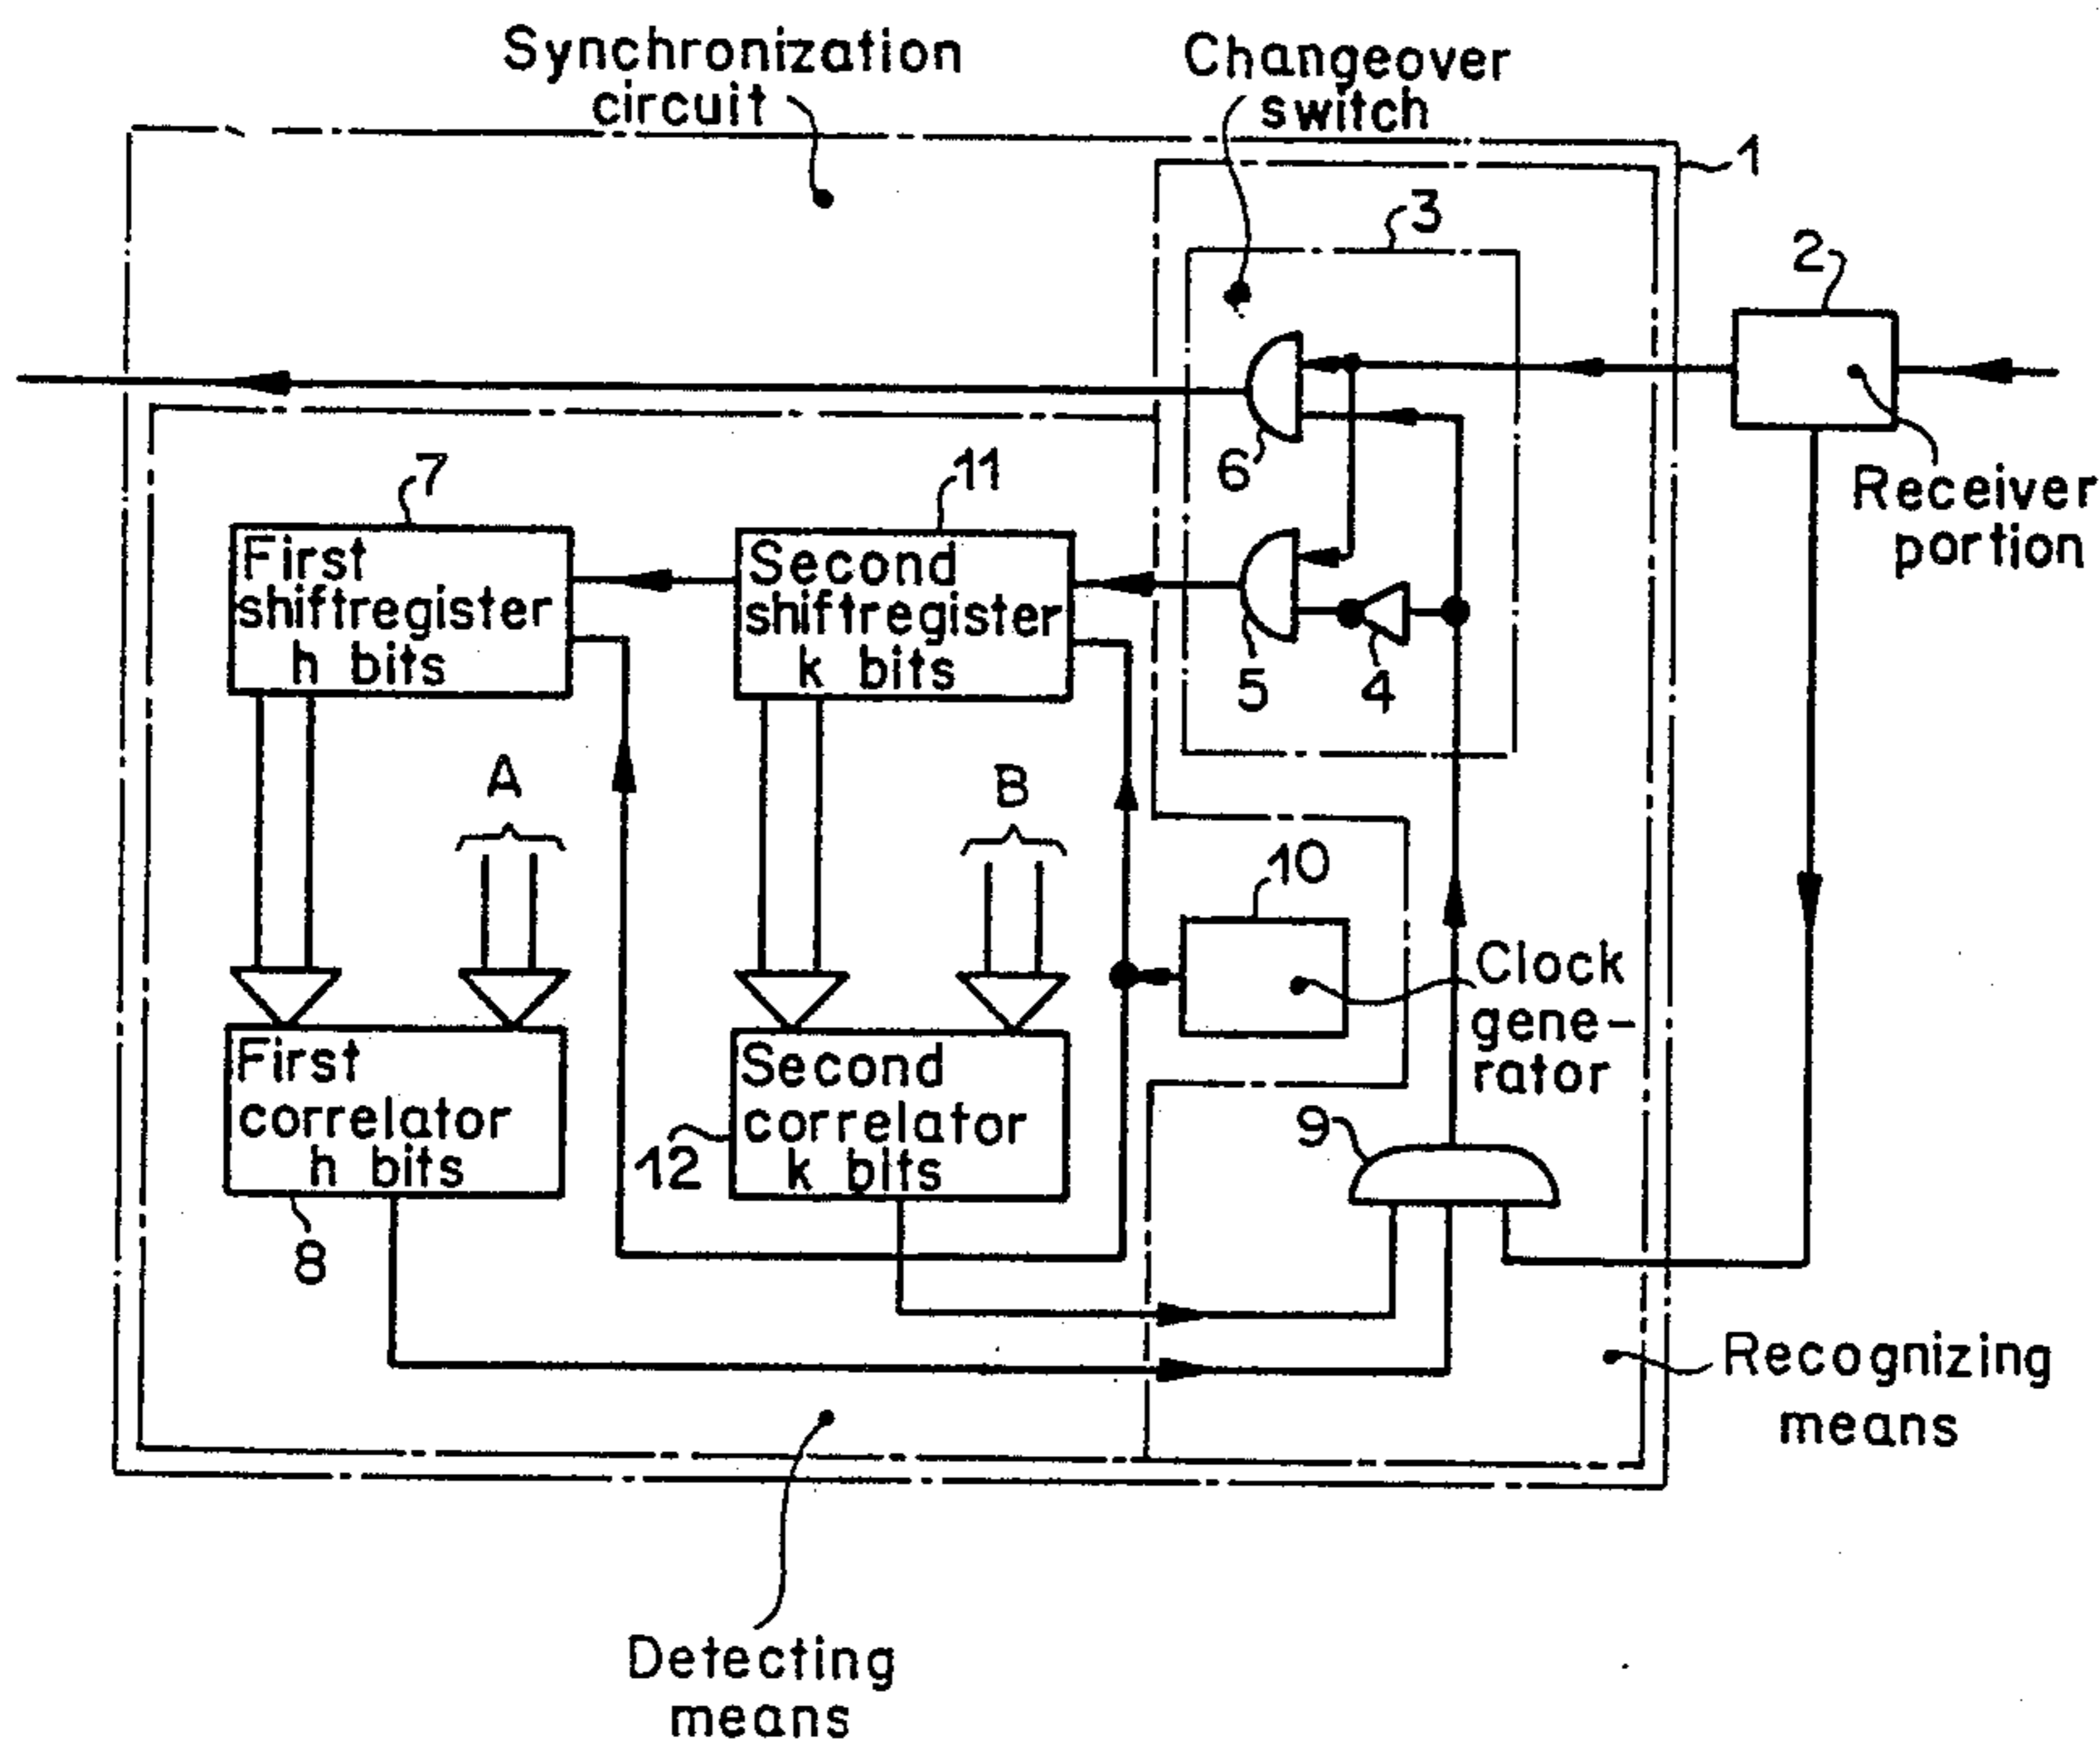 Synchronization
circuit
Changeover
switch
1
3
2
6
Receiver
portion
7
11
First
shiftregister
h bits
Second
shiftregister
k bits
5
4
A
B
10
Clock
gene-
rator
First
correlator
h bits
Second
correlator
k bits
12
9
8
Recognizing
means
Detecting
means